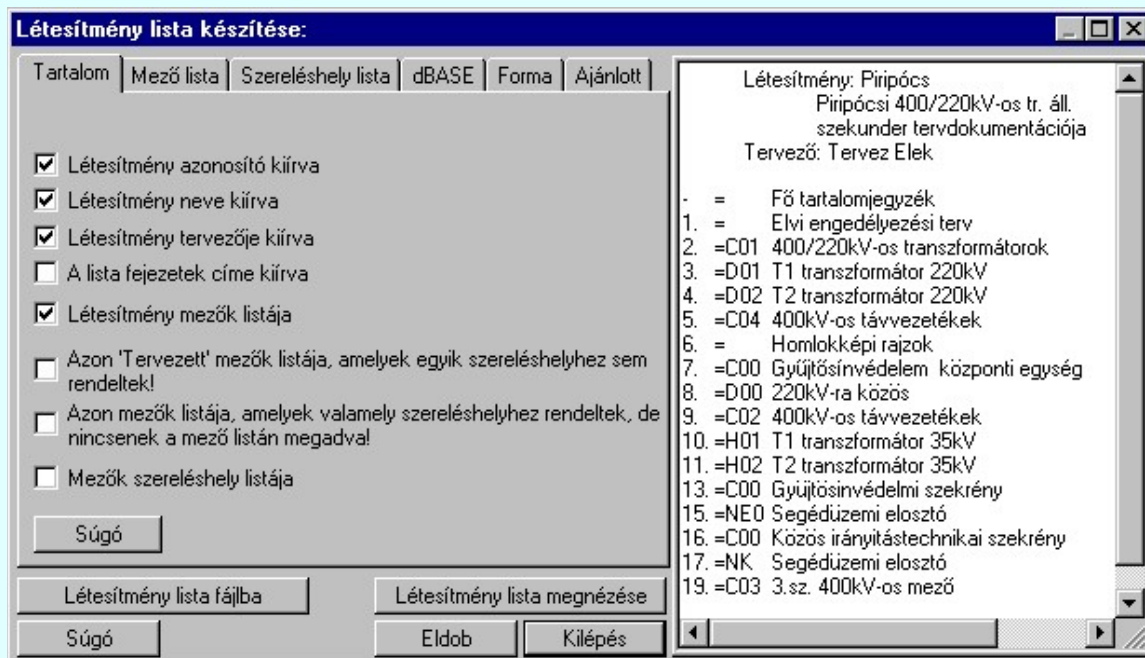 Létesítmény lista készítése:
Tartalom Mező lista Szereléshely lista dBASE Forma Ajánlott
Létesítmény azonosító kiírva
Létesítmény neve kiírva
Létesítmény tervezője kiírva
A lista fejezetek címe kiírva
Létesítmény mezők listája
Azon 'Tervezett' mezők listája, amelyek egyik szereléshelyhez sem
rendeltek!
Azon mezők listája, amelyek valamely szereléshelyhez rendeltek, de
nincsenek a mező listán megadva!
Mezők szereléshely listája
Súgó
Létesítmény lista fájlba
Létesítmény lista megnézése
Súgó
Eldob
Kilépés
Létesítmény: Piripócs
Piripócsi 400/220kV-os tr. áll.
szekunder tervdokumentációja
Tervező: Tervez Elek
- = Fő tartalomjegyzék
1. = Elvi engedélyezési terv
2. =C01 400/220kV-os transzformátorok
3. =D01 T1 transzformátor 220kV
4. =D02 T2 transzformátor 220kV
5. =C04 400kV-os távvezetékek
6. = Homlokképi rajzok
7. =C00 Gyűjtősínvédelem központi egység
8. =D00 220kV-ra közös
9. =C02 400kV-os távvezetékek
10. =H01 T1 transzformátor 35kV
11. =H02 T2 transzformátor 35kV
13. =C00 Gyüjtösinvédelmi szekrény
15. =NE0 Segédüzemi elosztó
16. =C00 Közös irányitástechnikai szekrény
17. =NK Segédüzemi elosztó
19. =C03 3.sz. 400kV-os mező